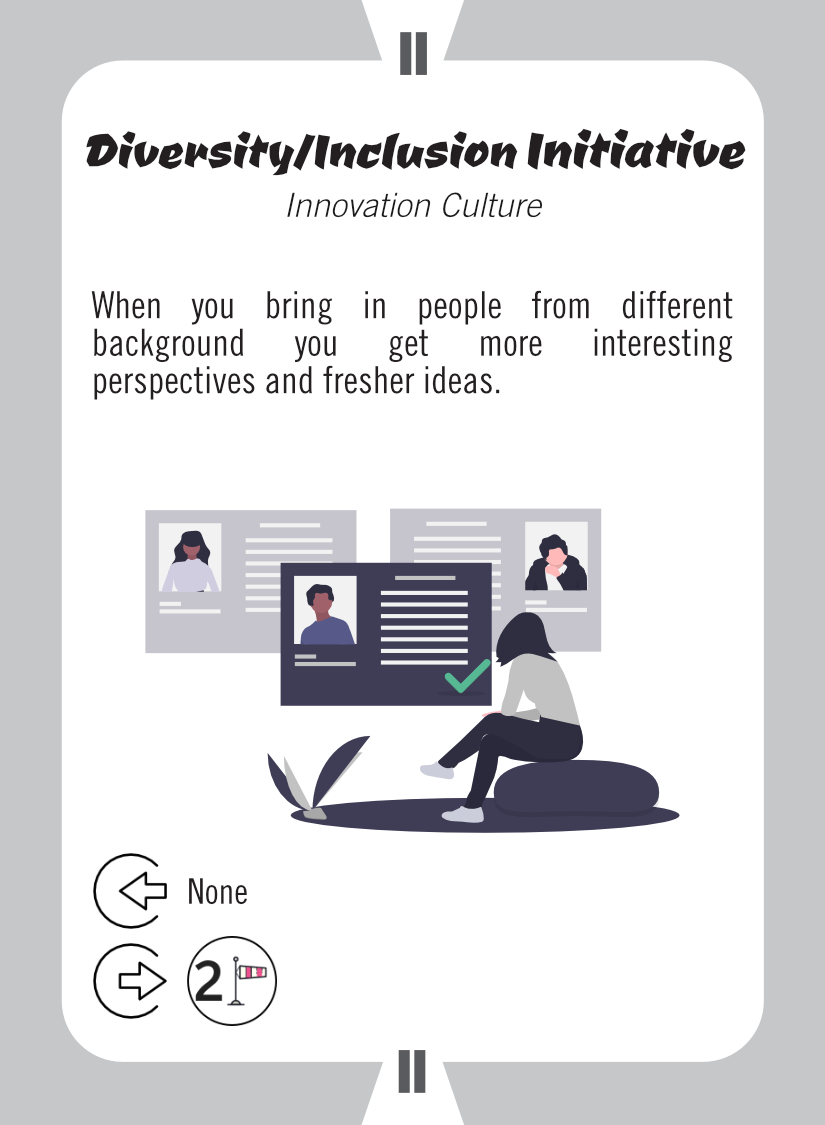 II
Diversity/Inclusion Initiative
Innovation Culture
When you bring in people from different
background you get more interesting
perspectives and fresher ideas.
None
2
II